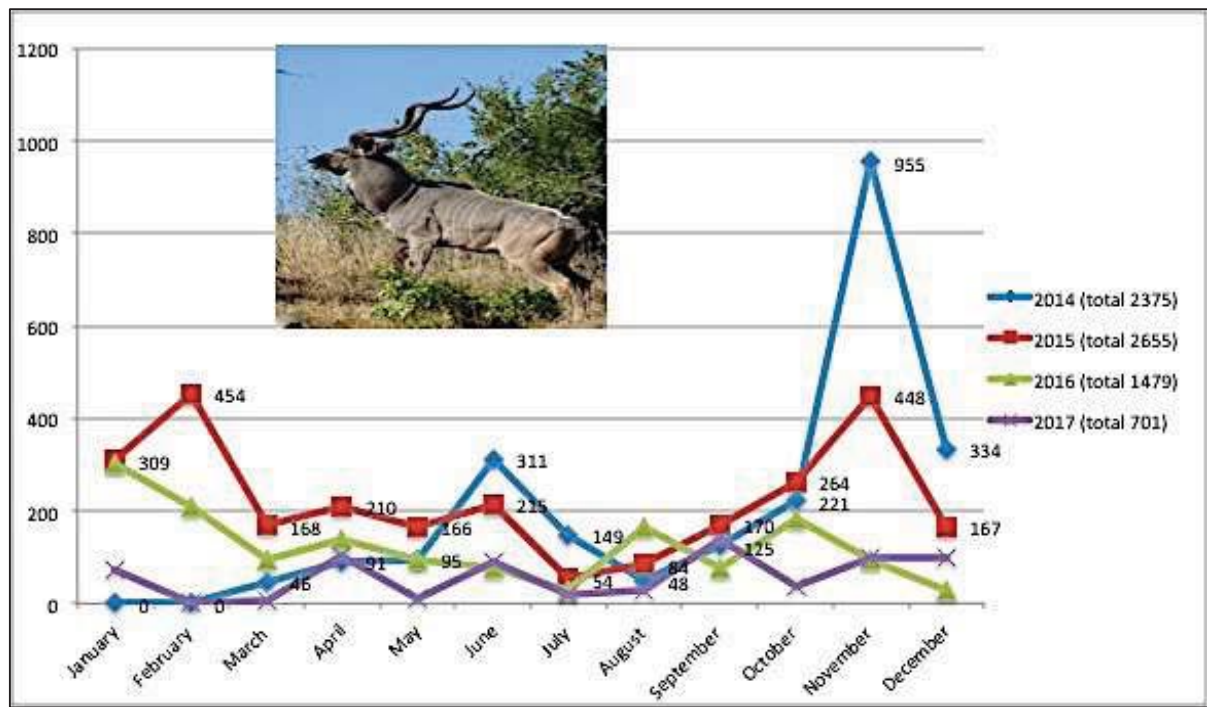 1200
1000
800
600
400
200
0
309
454
168
210
166
215
54
84
170
264
448
167
0
0
46
91
95
311
149
48
125
221
955
334
January
February
March
April
May
June
July
August
September
October
November
December
2014 (total 2375)
2015 (total 2655)
2016 (total 1479)
2017 (total 701)